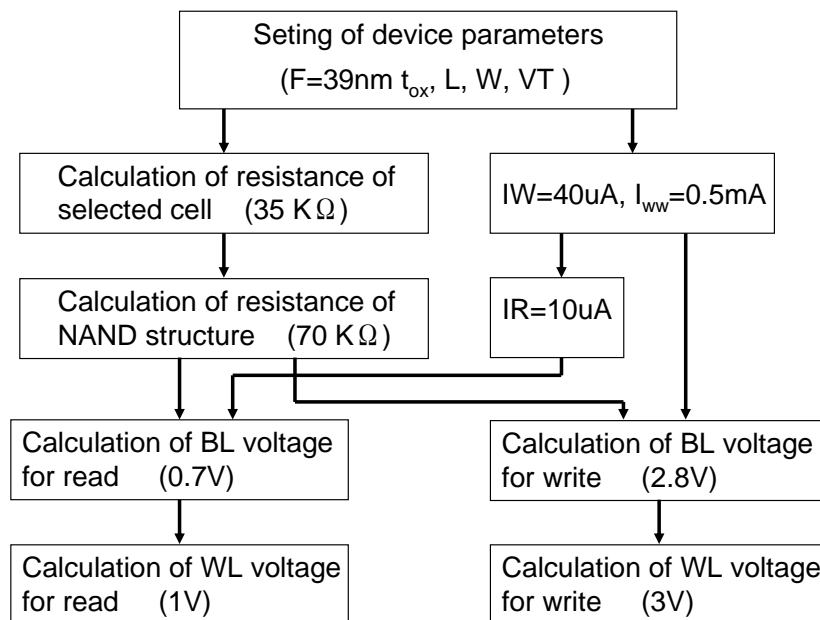 Seting of device parameters
(F=39nm tox, L, W, VT )
Calculation of resistance of
selected cell (35 KΩ)
IW=40uA, Iww=0.5mA
Calculation of resistance of
NAND structure (70 KΩ)
IR=10uA
Calculation of BL voltage
for read (0.7V)
Calculation of BL voltage
for write (2.8V)
Calculation of WL voltage
for read (1V)
Calculation of WL voltage
for write (3V)